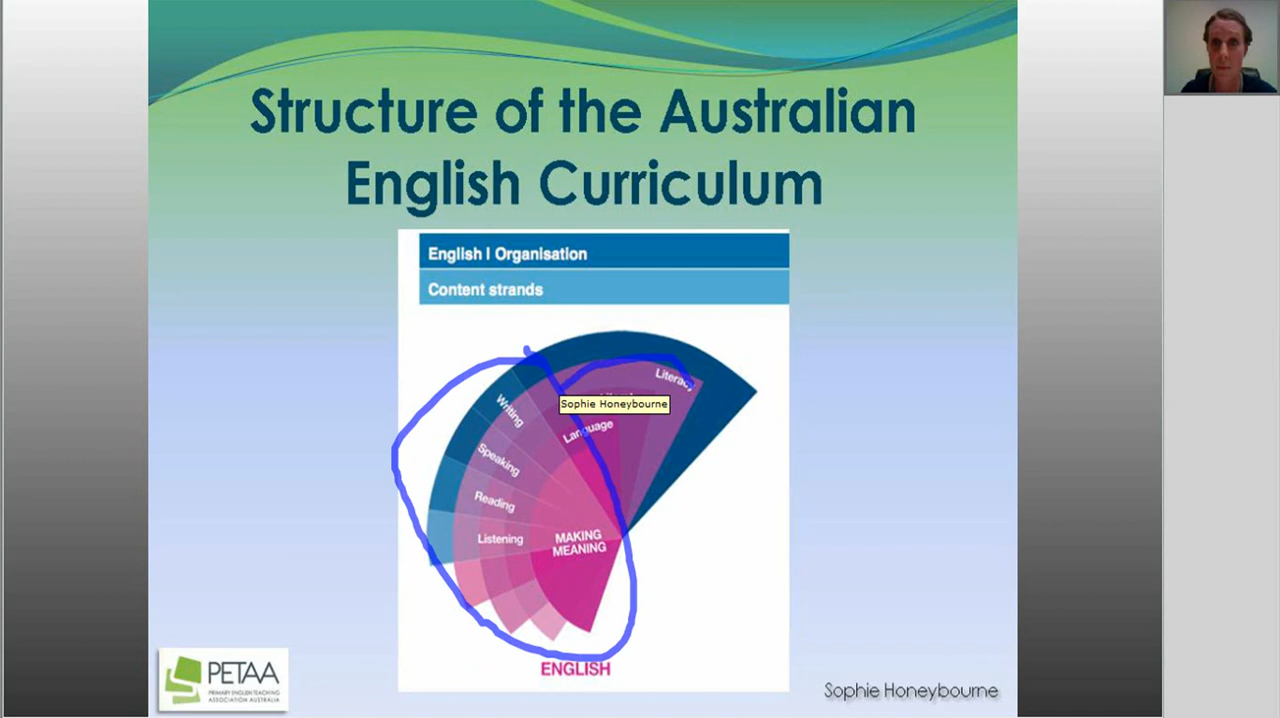 Structure of the Australian
English Curriculum
English | Organisation
Content strands
Literacy
Sophie Honeybourne
Language
Writing
Speaking
Reading
Listening
MAKING
MEANING
ENGLISH
PETAA
PRIMARY ENGLISH TEACHING
ASSOCIATION AUSTRALIA
Sophie Honeybourne